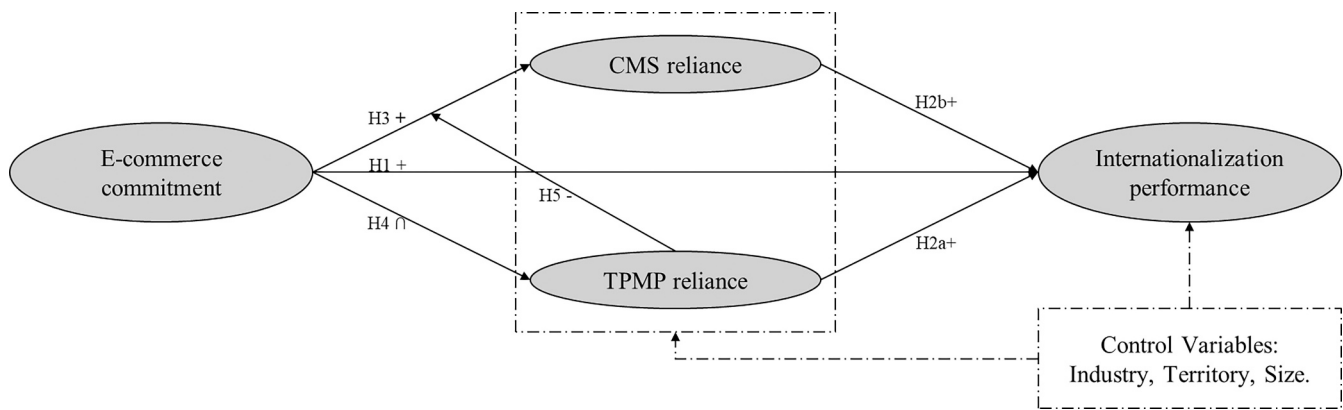 CMS reliance
H3 +
H2b+
E-commerce
commitment
H1 +
Internationalization
performance
H5 -
H4 ∩
H2a+
TPMP reliance
Control Variables:
Industry, Territory, Size.